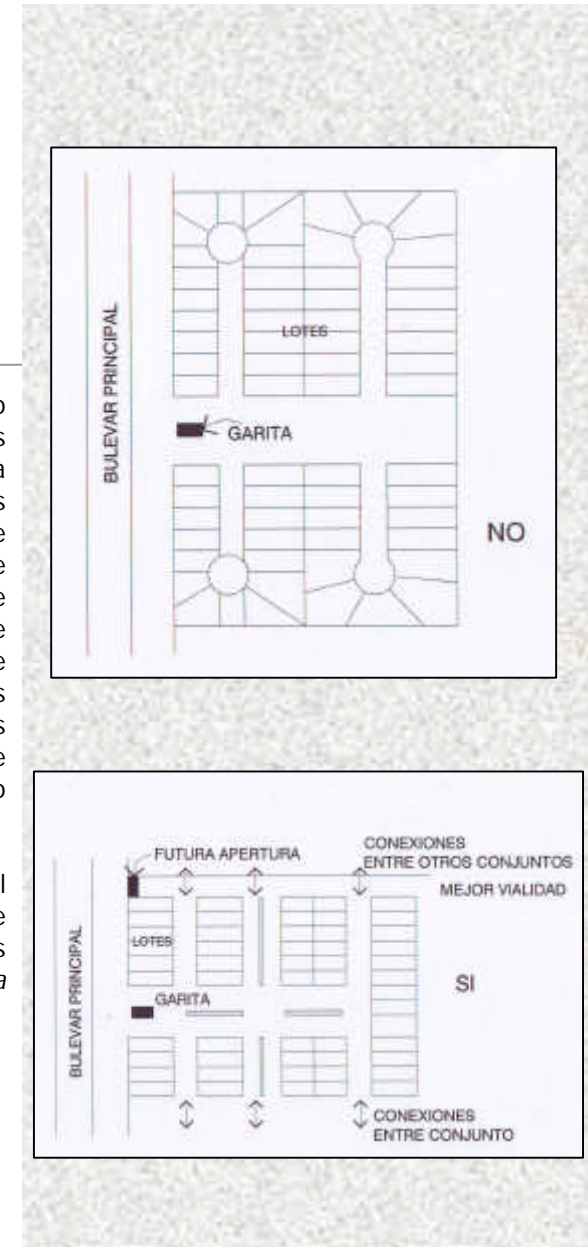 BULEVAR PRINCIPAL
LOTES
GARITA
NO
FUTURA APERTURA
CONEXIONES
ENTRE OTROS CONJUNTOS
MEJOR VIALIDAD
LOTES
BULEVAR PRINCIPAL
GARITA
SI
CONEXIONES
ENTRE CONJUNTO